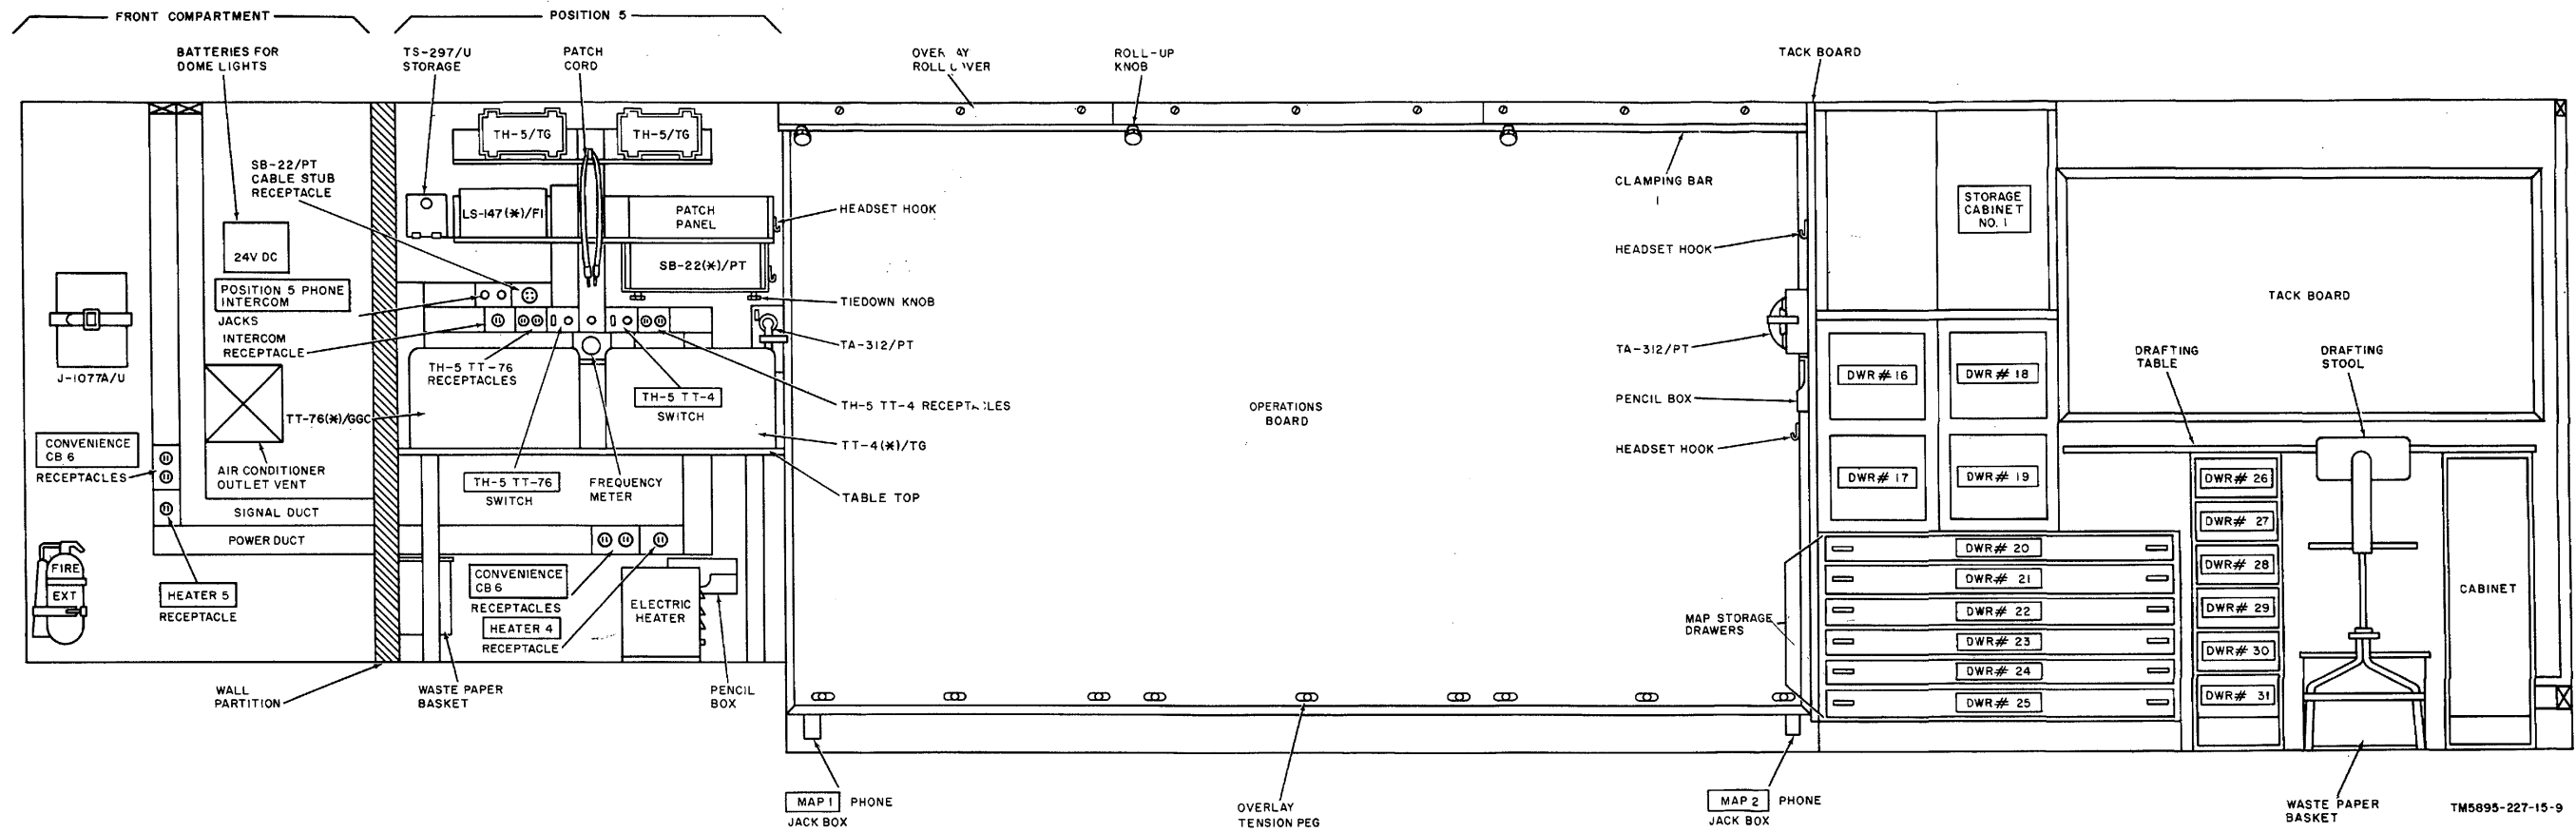 FRONT COMPARTMENT
POSITION 5
BATTERIES FOR
DOME LIGHTS
TS-297/U
STORAGE
PATCH
CORD
ROLL-UP
KNOB
TACK BOARD
TH-5/TG
TH-5/TG
SB-22/PT
CABLE STUB
RECEPTACLE
LS-147(*)/FI
PATCH
PANEL
HEADSET HOOK
CLAMPING BAR
STORAGE
CABINET
NO. 1
HEADSET HOOK
24V DC
SB-22(*)/PT
POSITION 5 PHONE
INTERCOM
JACKS
TIEDOWN KNOB
TACK BOARD
INTERCOM
RECEPTACLE
TA-312/PT
TA-312/PT
J-1077A/U
TH-5 TT-76
RECEPTACLES
DRAFTING
TABLE
DRAFTING
STOOL
DWR# 16
DWR# 18
TH-5 TT-4
SWITCH
PENCIL BOX
TH-5 TT-4
OPERATIONS
BOARD
TT-76(*)/GGC
TT-4(*)/TG
HEADSET HOOK
CONVENIENCE
CB 6
RECEPTACLES
AIR CONDITIONER
OUTLET VENT
TH-5 TT-76
SWITCH
FREQUENCY
METER
TABLE TOP
DWR# 17
DWR# 19
DWR# 26
SIGNAL DUCT
DWR# 27
POWER DUCT
DWR# 20
FIRE
EXT
DWR# 28
CONVENIENCE
CB 6
RECEPTACLES
DWR# 21
HEATER 5
RECEPTACLE
ELECTRIC
HEATER
CABINET
DWR# 22
DWR# 29
HEATER 4
RECEPTACLE
MAP STORAGE
DRAWERS
DWR# 23
DWR# 30
DWR# 24
WALL
PARTITION
WASTE PAPER
BASKET
PENCIL
BOX
DWR# 25
DWR# 31
MAP 1 PHONE
JACK BOX
OVERLAY
TENSION PEG
MAP 2 PHONE
JACK BOX
WASTE PAPER
BASKET
TM5895-227-15-9